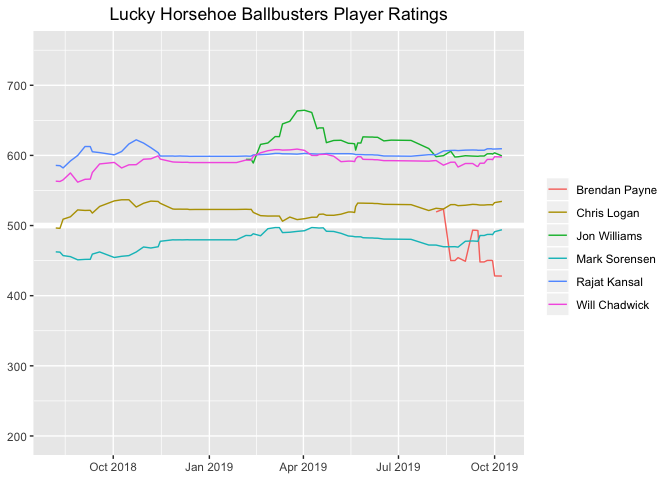 Lucky Horsehoe Ballbusters Player Ratings
700
600
500
400
300
200
Oct 2018
Jan 2019
Apr 2019
Jul 2019
Oct 2019
Brendan Payne
Chris Logan
Jon Williams
Mark Sorensen
Rajat Kansal
Will Chadwick